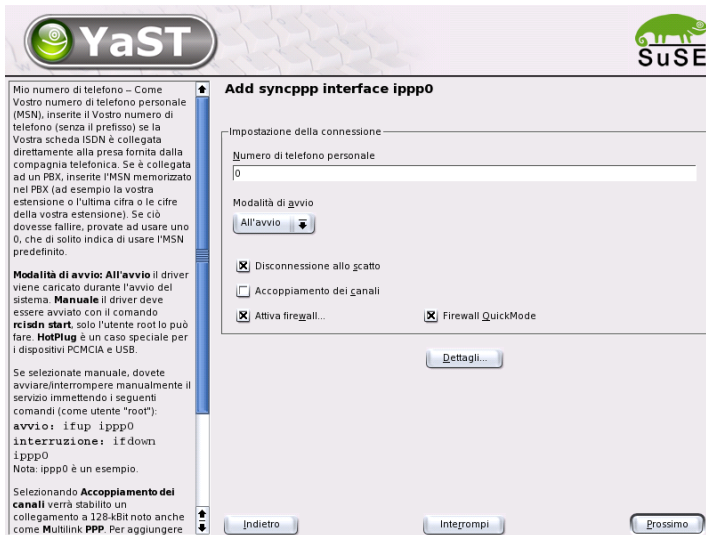 YaST
SuSE
Mio numero di telefono – Come
Vostro numero di telefono personale
(MSN), inserite il Vostro numero di
telefono (senza il prefisso) se la
Vostra scheda ISDN è collegata
direttamente alla presa fornita dalla
compagnia telefonica. Se è collegata
ad un PBX, inserite l'MSN memorizzato
nel PBX (ad esempio la vostra
estensione o l'ultima cifra o le cifre
della vostra estensione). Se ciò
dovesse fallire, provate ad usare uno
0, che di solito indica di usare l'MSN
predefinito.
Modalità di avvio: All'avvio il driver
viene caricato durante l'avvio del
sistema. Manuale il driver deve
essere avviato con il comando
rcisdn start, solo l'utente root lo può
fare. HotPlug è un caso speciale per
i dispositivi PCMCIA e USB.
Se selezionate manuale, dovete
avviare/interrompere manualmente il
servizio immettendo i seguenti
comandi (come utente "root"):
avvio: ifup ippp0
interruzione: ifdown
ippp0
Nota: ippp0 è un esempio.
Selezionando Accoppiamento dei
canali verrà stabilito un
collegamento a 128-kBit noto anche
come Multilink PPP. Per aggiungere
Add syncppp interface ippp0
Impostazione della connessione
Numero di telefono personale
0
Modalità di avvio
All'avvio
Disconnessione allo scatto
Accoppiamento dei canali
Attiva firewall...
Firewall QuickMode
Dettagli...
Indietro
Interrompi
Prossimo